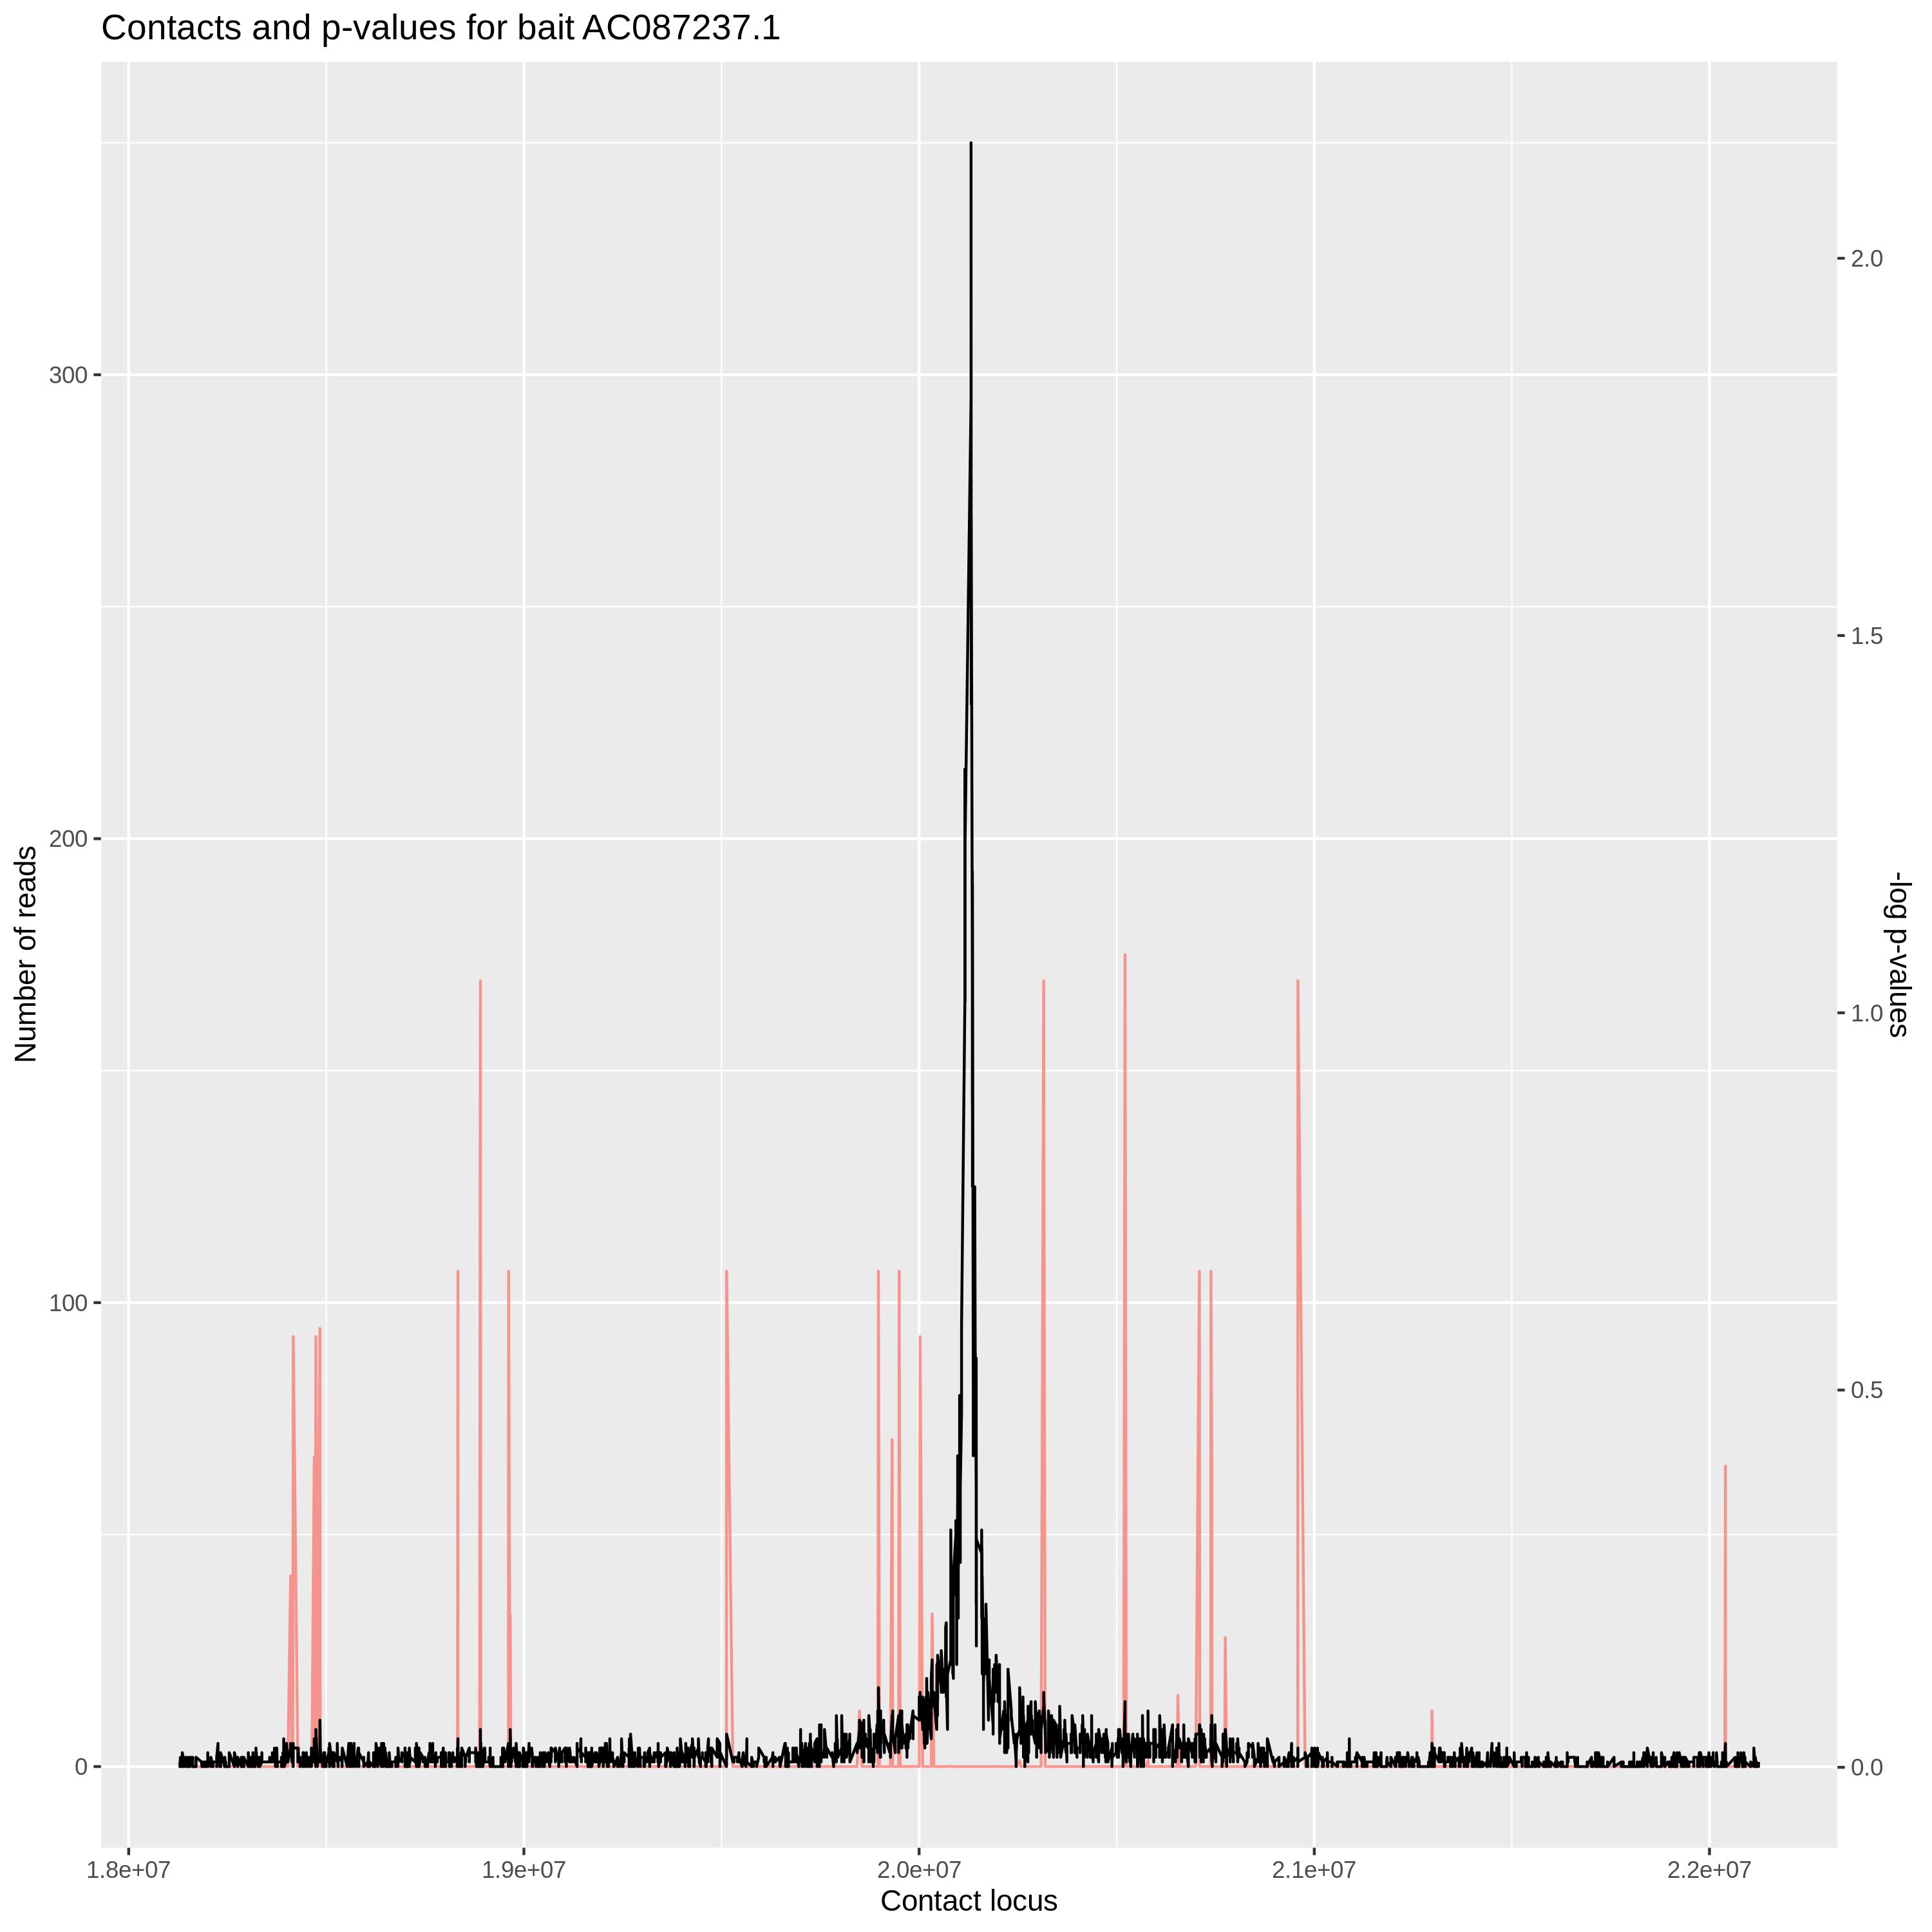 Contacts and p-values for bait AC087237.1
Number of reads
300
200
100
0
2.0
1.5
1.0
0.5
0.0
-log p-values
1.8e+07
1.9e+07
2.0e+07
2.1e+07
2.2e+07
Contact locus